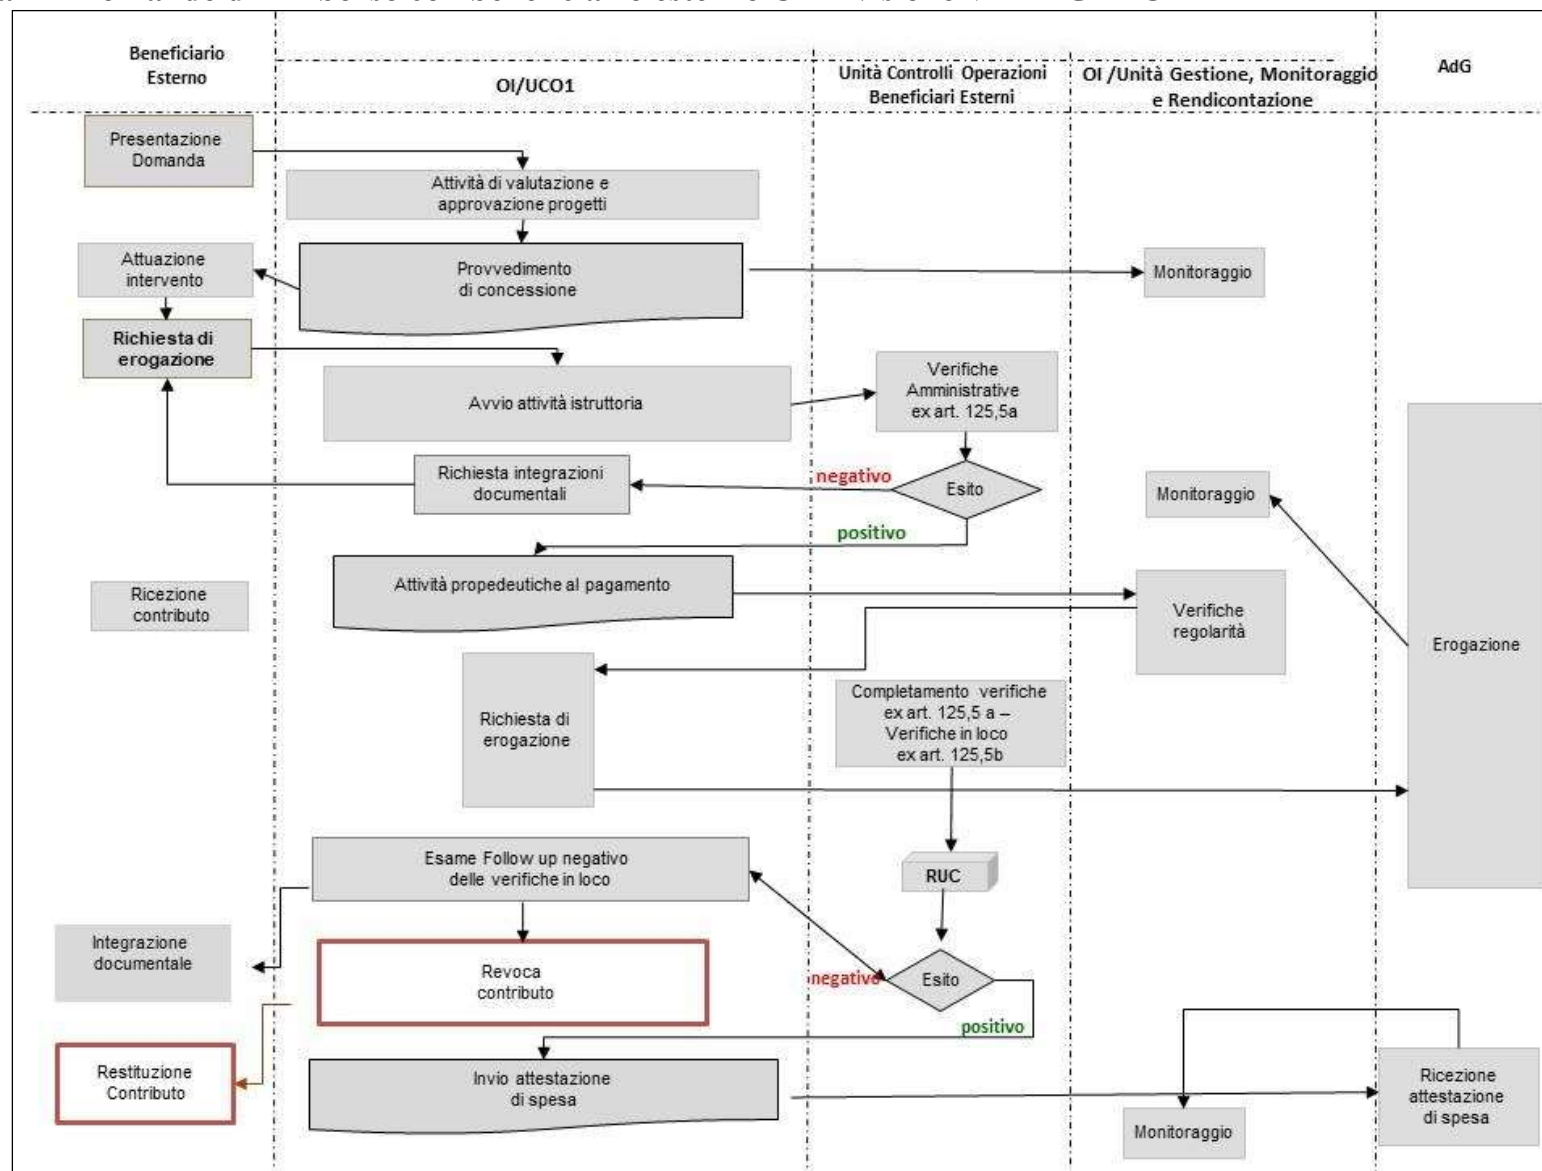 Beneficiario
Esterno
OI/UCO1
Unità Controlli Operazioni
Beneficiari Esterni
OI /Unità Gestione, Monitoraggio
e Rendicontazione
AdG
Presentazione
Domanda
Attività di valutazione e
approvazione progetti
Attuazione
intervento
Provvedimento
di concessione
Monitoraggio
Richiesta di
erogazione
Avvio attività istruttoria
Verifiche
Amministrative
ex art. 125,5a
Richiesta integrazioni
documentali
negativo
Esito
Monitoraggio
positivo
Attività propedeutiche al pagamento
Ricezione
contributo
Verifiche
regolarità
Erogazione
Richiesta di
erogazione
Completamento verifiche
ex art. 125,5 a –
Verifiche in loco
ex art. 125,5b
Esame Follow up negativo
delle verifiche in loco
RUC
Integrazione
documentale
Revoca
contributo
negativo
Esito
positivo
Restituzione
Contributo
Invio attestazione
di spesa
Monitoraggio
Ricezione
attestazione
di spesa